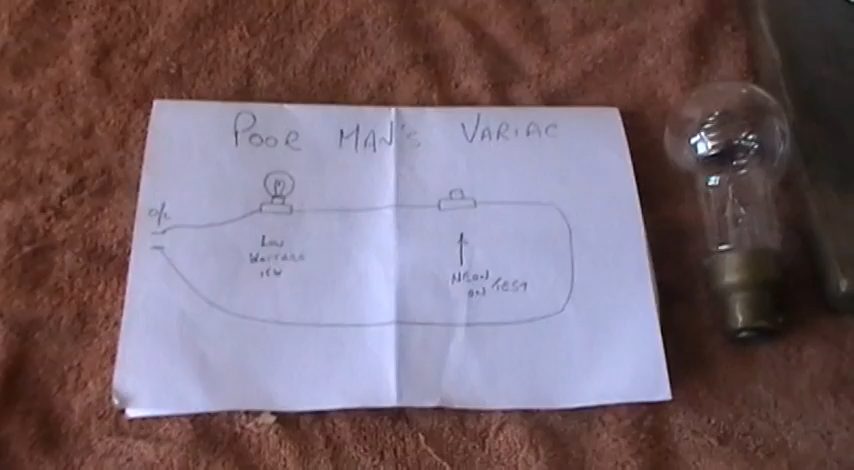 POOR MAN'S VARIAC
O/L
LOW
WATTAGE
15W
NEON
ON TEST